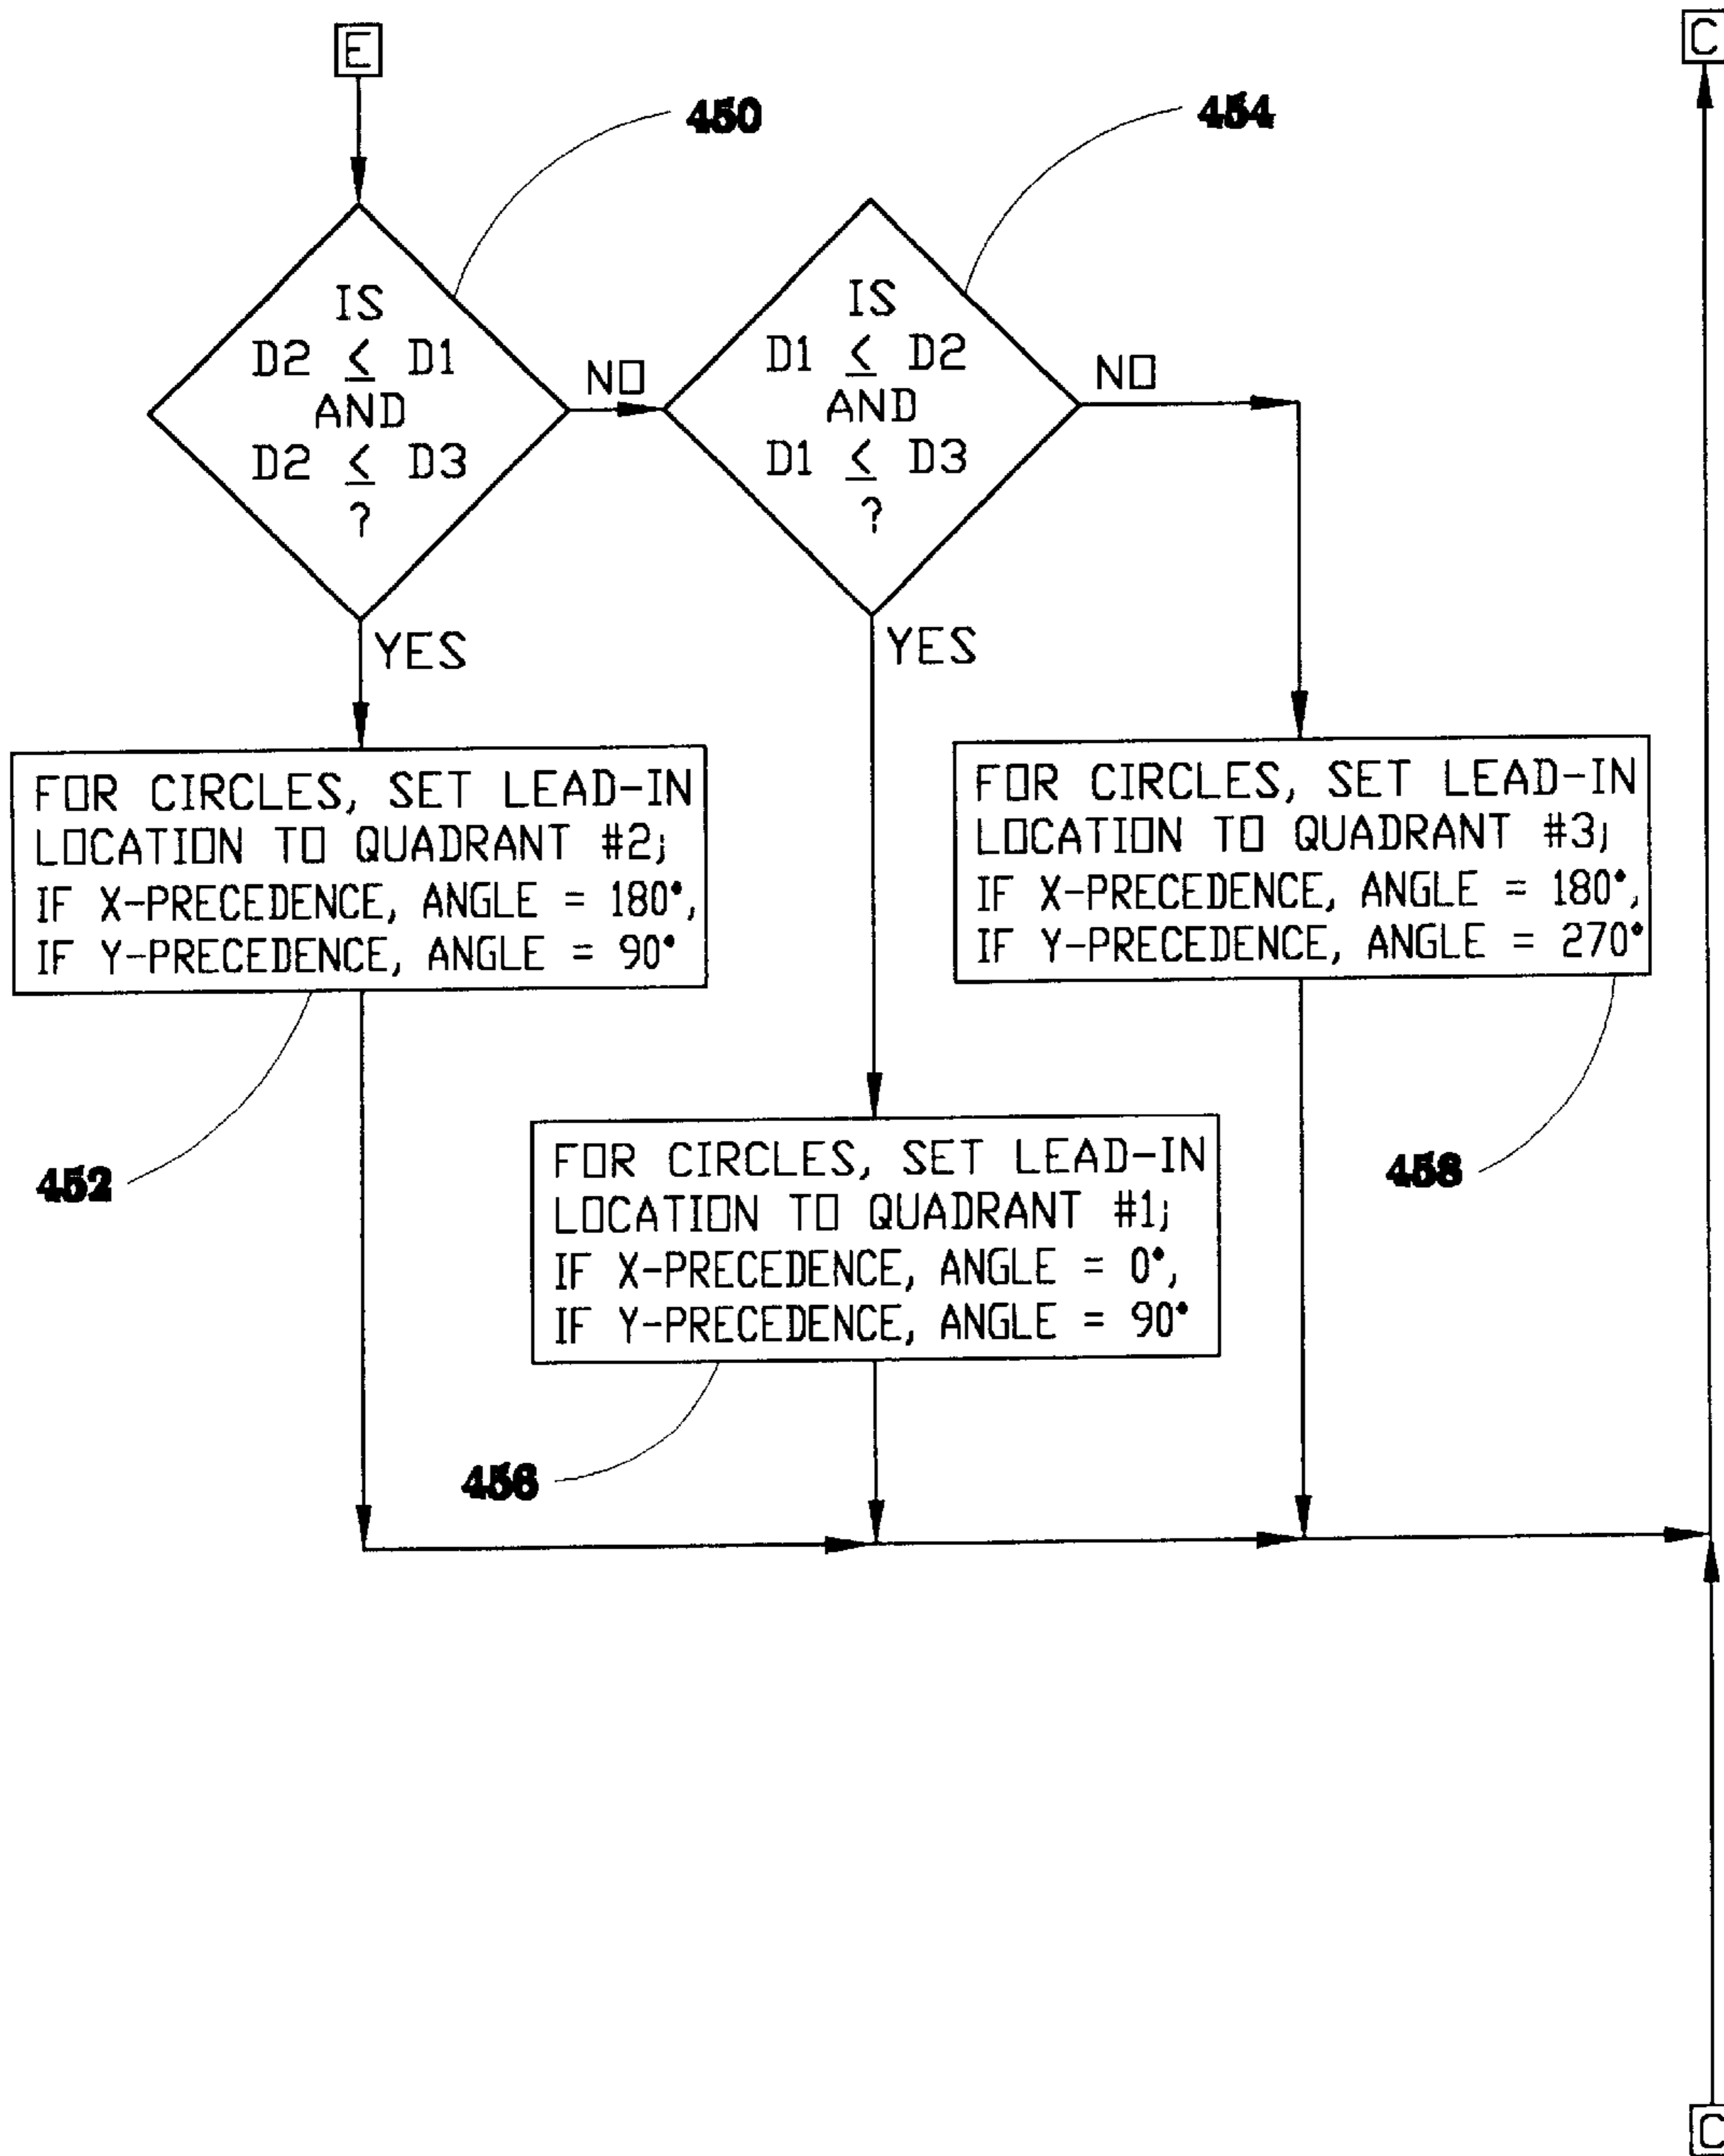 E
C
450
454
IS
D2 ≤ D1
AND
D2 ≤ D3
?
NO
IS
D1 ≤ D2
AND
D1 ≤ D3
?
NO
YES
YES
FOR CIRCLES, SET LEAD-IN
LOCATION TO QUADRANT #2;
IF X-PRECEDENCE, ANGLE = 180°,
IF Y-PRECEDENCE, ANGLE = 90°
FOR CIRCLES, SET LEAD-IN
LOCATION TO QUADRANT #3;
IF X-PRECEDENCE, ANGLE = 180°,
IF Y-PRECEDENCE, ANGLE = 270°
452
458
FOR CIRCLES, SET LEAD-IN
LOCATION TO QUADRANT #1;
IF X-PRECEDENCE, ANGLE = 0°,
IF Y-PRECEDENCE, ANGLE = 90°
456
C